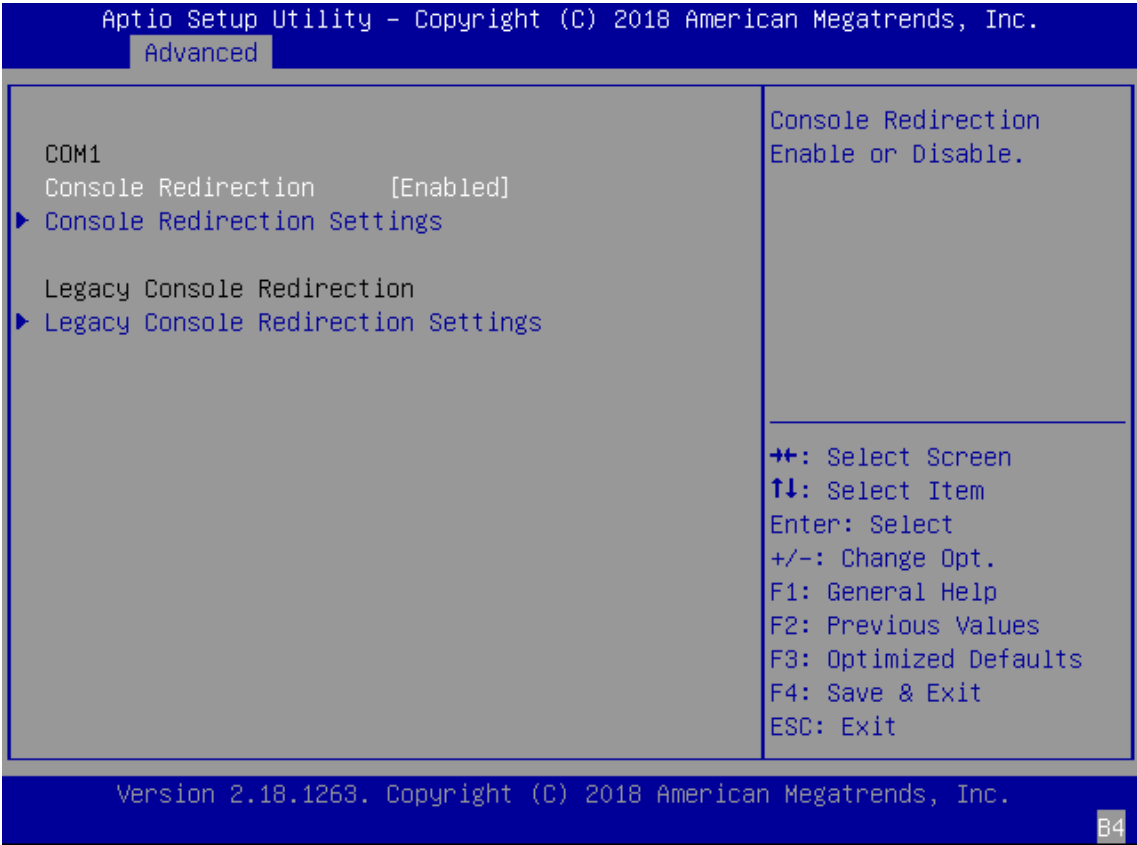 Aptio Setup Utility – Copyright (C) 2018 American Megatrends, Inc.
Advanced
COM1
Console Redirection [Enabled]
Console Redirection Settings
Legacy Console Redirection
Legacy Console Redirection Settings
Console Redirection
Enable or Disable.
→←: Select Screen
↑↓: Select Item
Enter: Select
+/-: Change Opt.
F1: General Help
F2: Previous Values
F3: Optimized Defaults
F4: Save & Exit
ESC: Exit
Version 2.18.1263. Copyright (C) 2018 American Megatrends, Inc.
B4